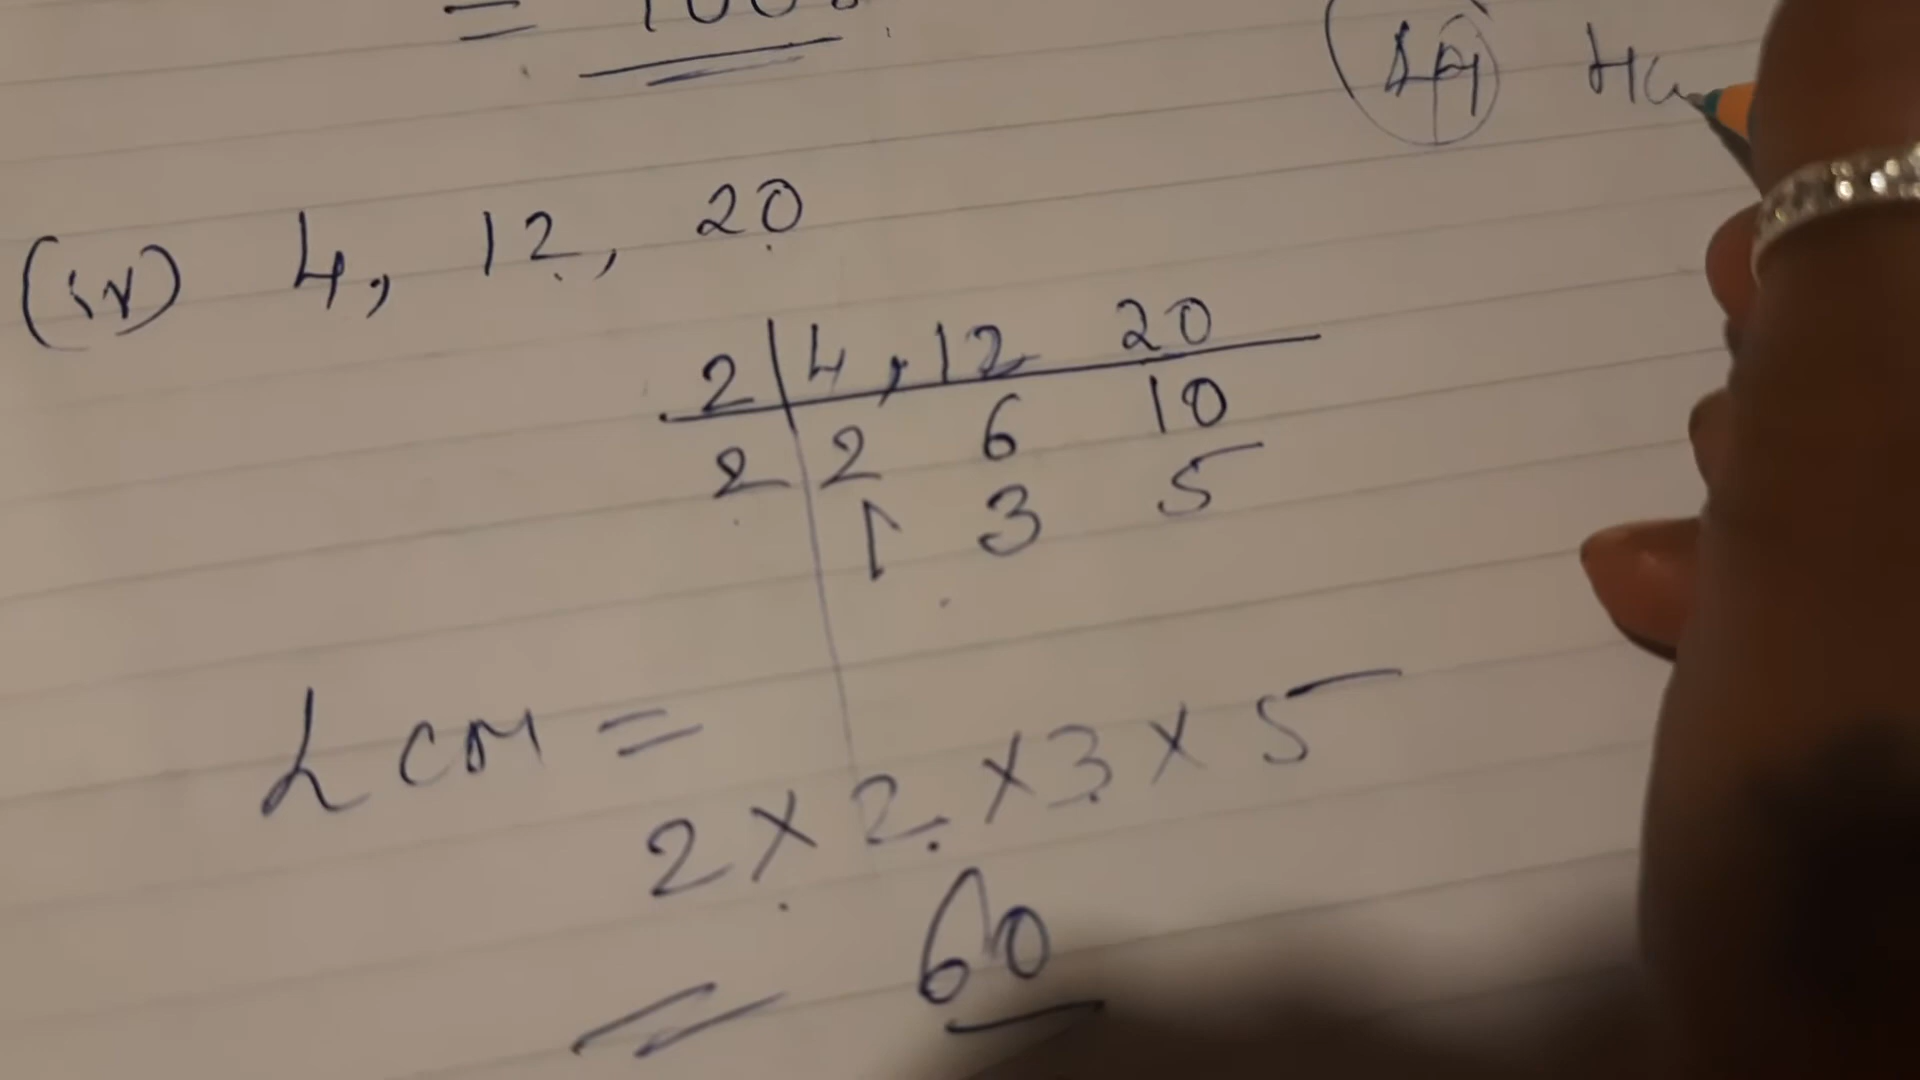 (iv) 4, 12, 20
2 | 4, 12 20
2 | 2 6 10
1 3 5
LCM =
2 × 2 × 3 × 5
= 60